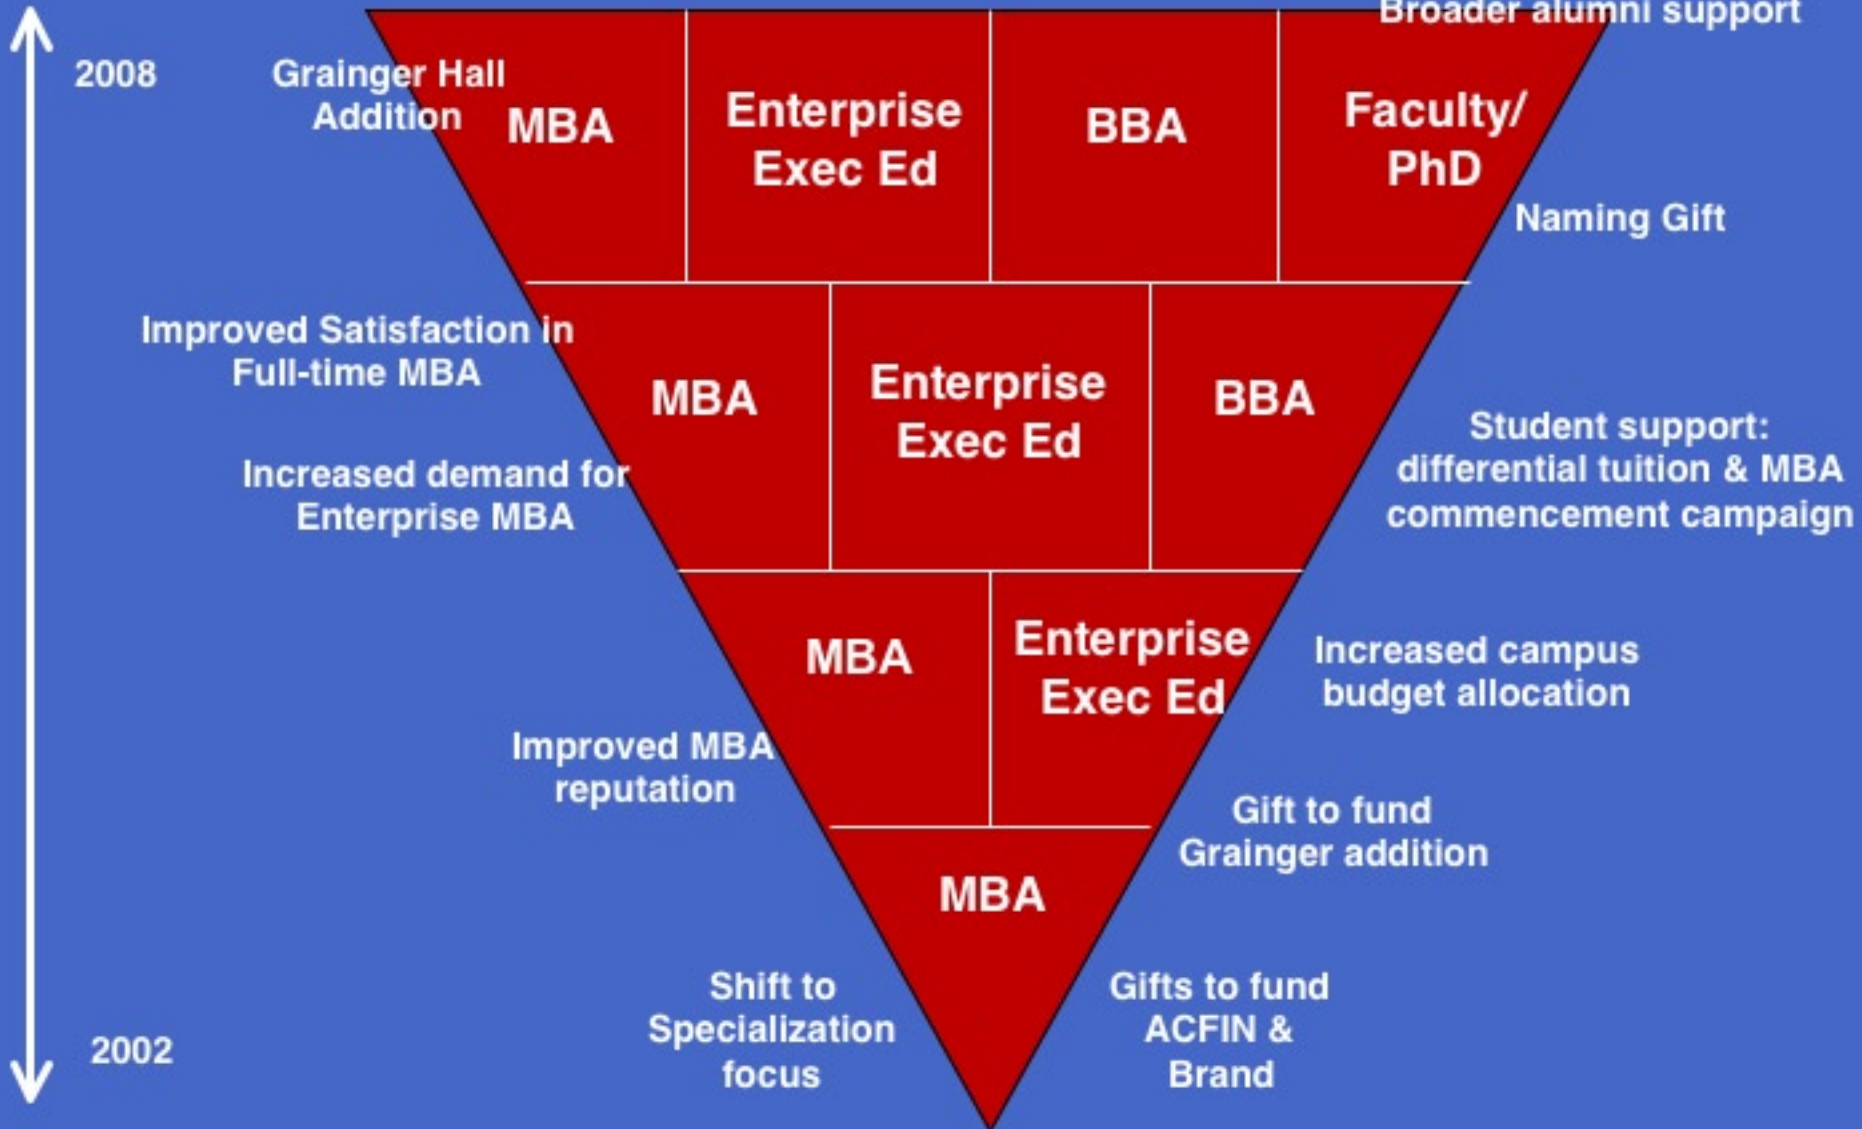 Broader alumni support
2008
Grainger Hall
Addition
MBA
Enterprise
Exec Ed
BBA
Faculty/
PhD
Naming Gift
Improved Satisfaction in
Full-time MBA
MBA
Enterprise
Exec Ed
BBA
Increased demand for
Enterprise MBA
Student support:
differential tuition & MBA
commencement campaign
MBA
Enterprise
Exec Ed
Increased campus
budget allocation
Improved MBA
reputation
Gift to fund
Grainger addition
MBA
Shift to
Specialization
focus
Gifts to fund
ACFIN &
Brand
2002